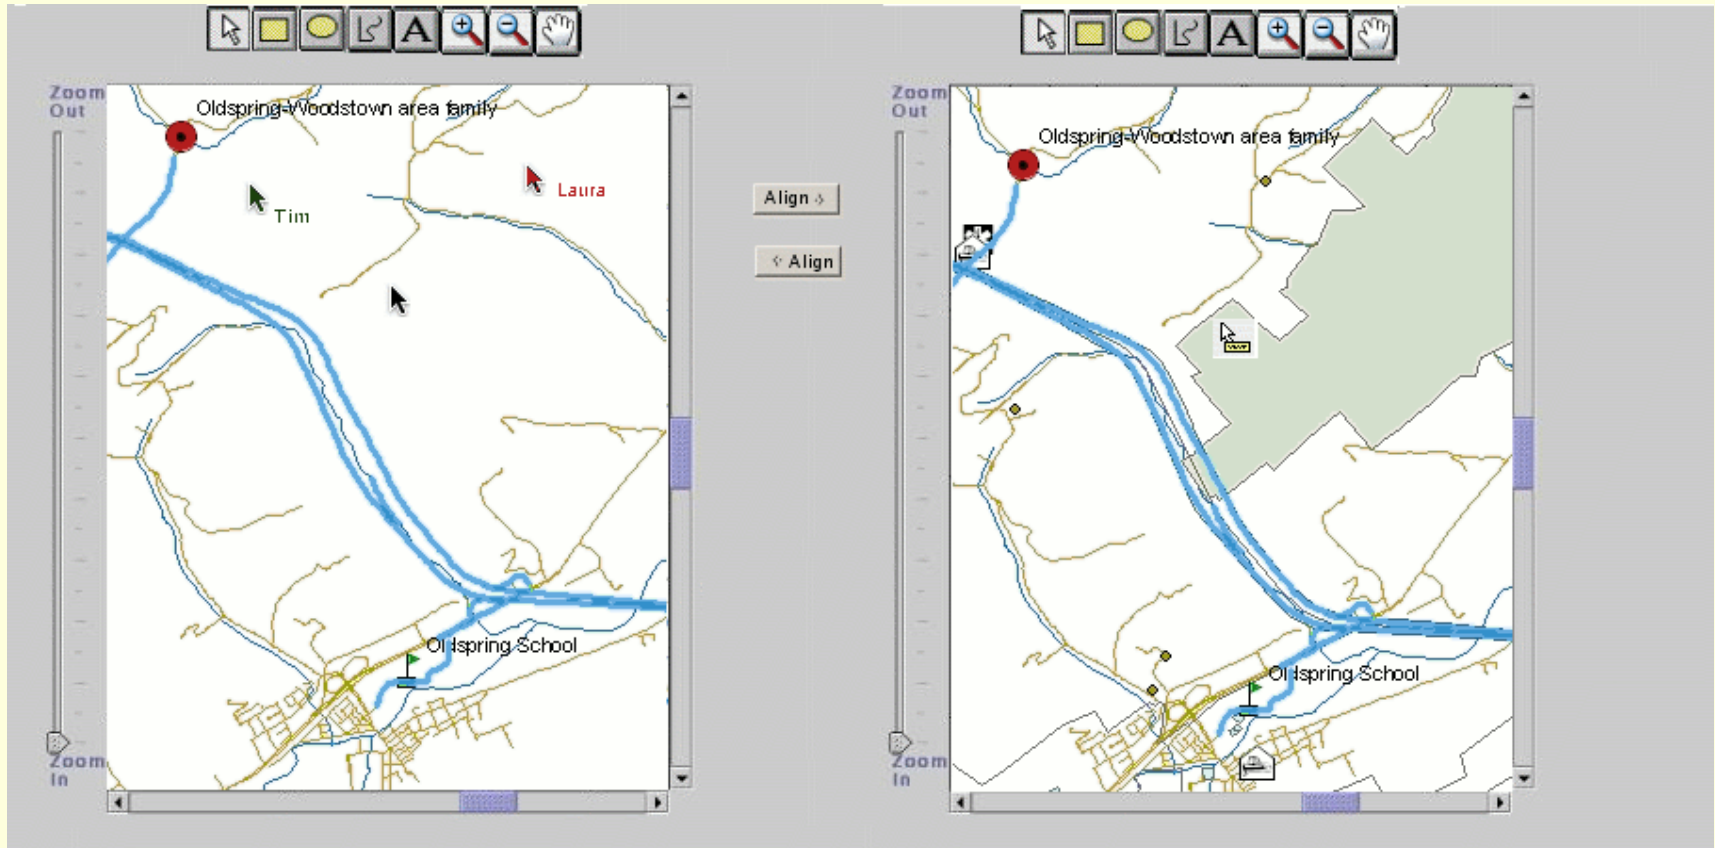 A
A
Zoom
Out
Oldspring-Woodstown area family
Tim
Laura
Oldspring School
Zoom
In
Align
Align
Zoom
Out
Oldspring-Woodstown area family
Oldspring School
Zoom
In